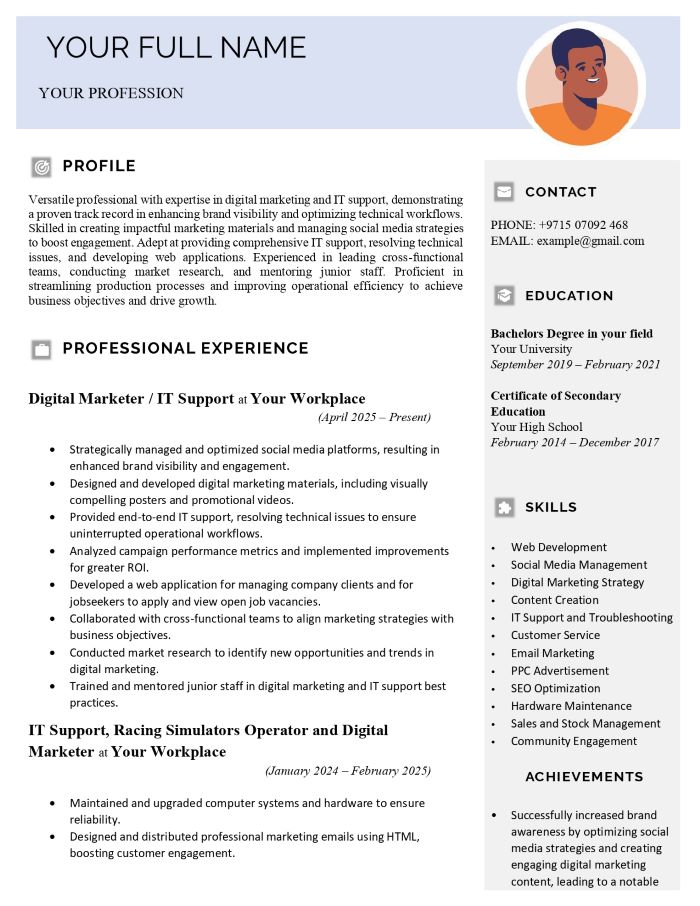 YOUR FULL NAME
YOUR PROFESSION
PROFILE
Versatile professional with expertise in digital marketing and IT support, demonstrating
a proven track record in enhancing brand visibility and optimizing technical workflows.
Skilled in creating impactful marketing materials and managing social media strategies
to boost engagement. Adept at providing comprehensive IT support, resolving technical
issues, and developing web applications. Experienced in leading cross-functional
teams, conducting market research, and mentoring junior staff. Proficient in
streamlining production processes and improving operational efficiency to achieve
business objectives and drive growth.
PROFESSIONAL EXPERIENCE
Digital Marketer / IT Support at Your Workplace
(April 2025 – Present)
• Strategically managed and optimized social media platforms, resulting in
enhanced brand visibility and engagement.
• Designed and developed digital marketing materials, including visually
compelling posters and promotional videos.
• Provided end-to-end IT support, resolving technical issues to ensure
uninterrupted operational workflows.
• Analyzed campaign performance metrics and implemented improvements
for greater ROI.
• Developed a web application for managing company clients and for
jobseekers to apply and view open job vacancies.
• Collaborated with cross-functional teams to align marketing strategies with
business objectives.
• Conducted market research to identify new opportunities and trends in
digital marketing.
• Trained and mentored junior staff in digital marketing and IT support best
practices.
IT Support, Racing Simulators Operator and Digital
Marketer at Your Workplace
(January 2024 – February 2025)
• Maintained and upgraded computer systems and hardware to ensure
reliability.
• Designed and distributed professional marketing emails using HTML,
boosting customer engagement.
CONTACT
PHONE: +9715 07092 468
EMAIL: example@gmail.com
EDUCATION
Bachelors Degree in your field
Your University
September 2019 – February 2021
Certificate of Secondary
Education
Your High School
February 2014 – December 2017
SKILLS
• Web Development
• Social Media Management
• Digital Marketing Strategy
• Content Creation
• IT Support and Troubleshooting
• Customer Service
• Email Marketing
• PPC Advertisement
• SEO Optimization
• Hardware Maintenance
• Sales and Stock Management
• Community Engagement
ACHIEVEMENTS
• Successfully increased brand
awareness by optimizing social
media strategies and creating
engaging digital marketing
content, leading to a notable